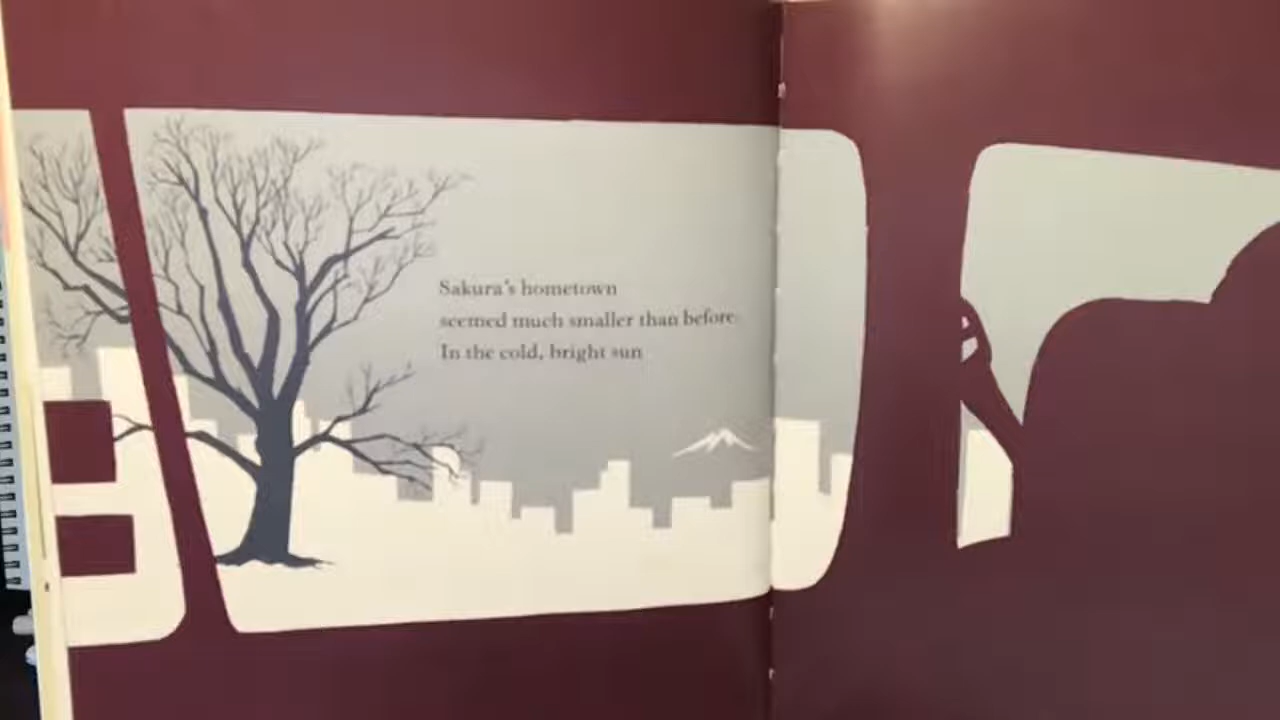 Sakura's hometown
seemed much smaller than before.
In the cold, bright sun